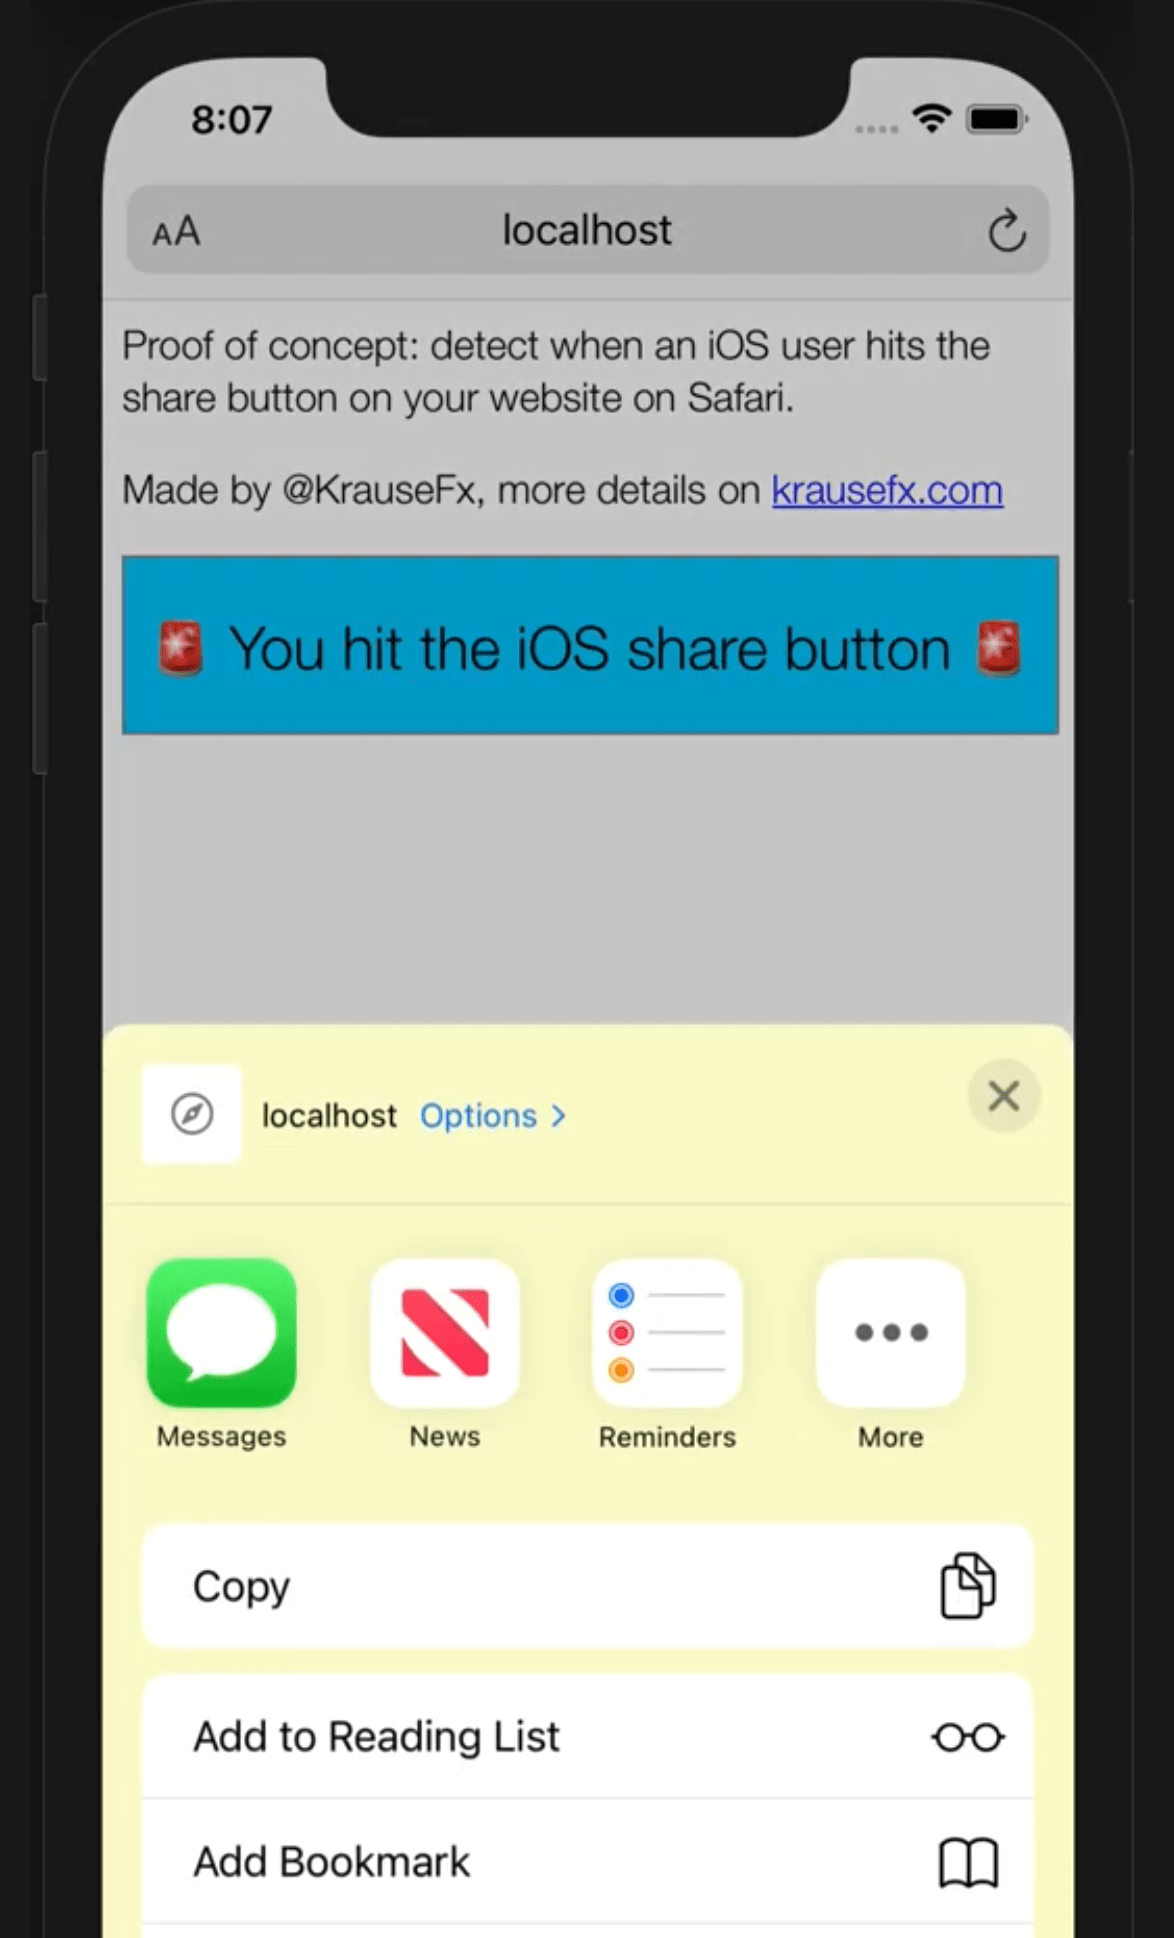 8:07
AA localhost
Proof of concept: detect when an iOS user hits the
share button on your website on Safari.
Made by @KrauseFx, more details on krausefx.com
🚨 You hit the iOS share button 🚨
localhost Options >
Messages News Reminders More
Copy
Add to Reading List
Add Bookmark